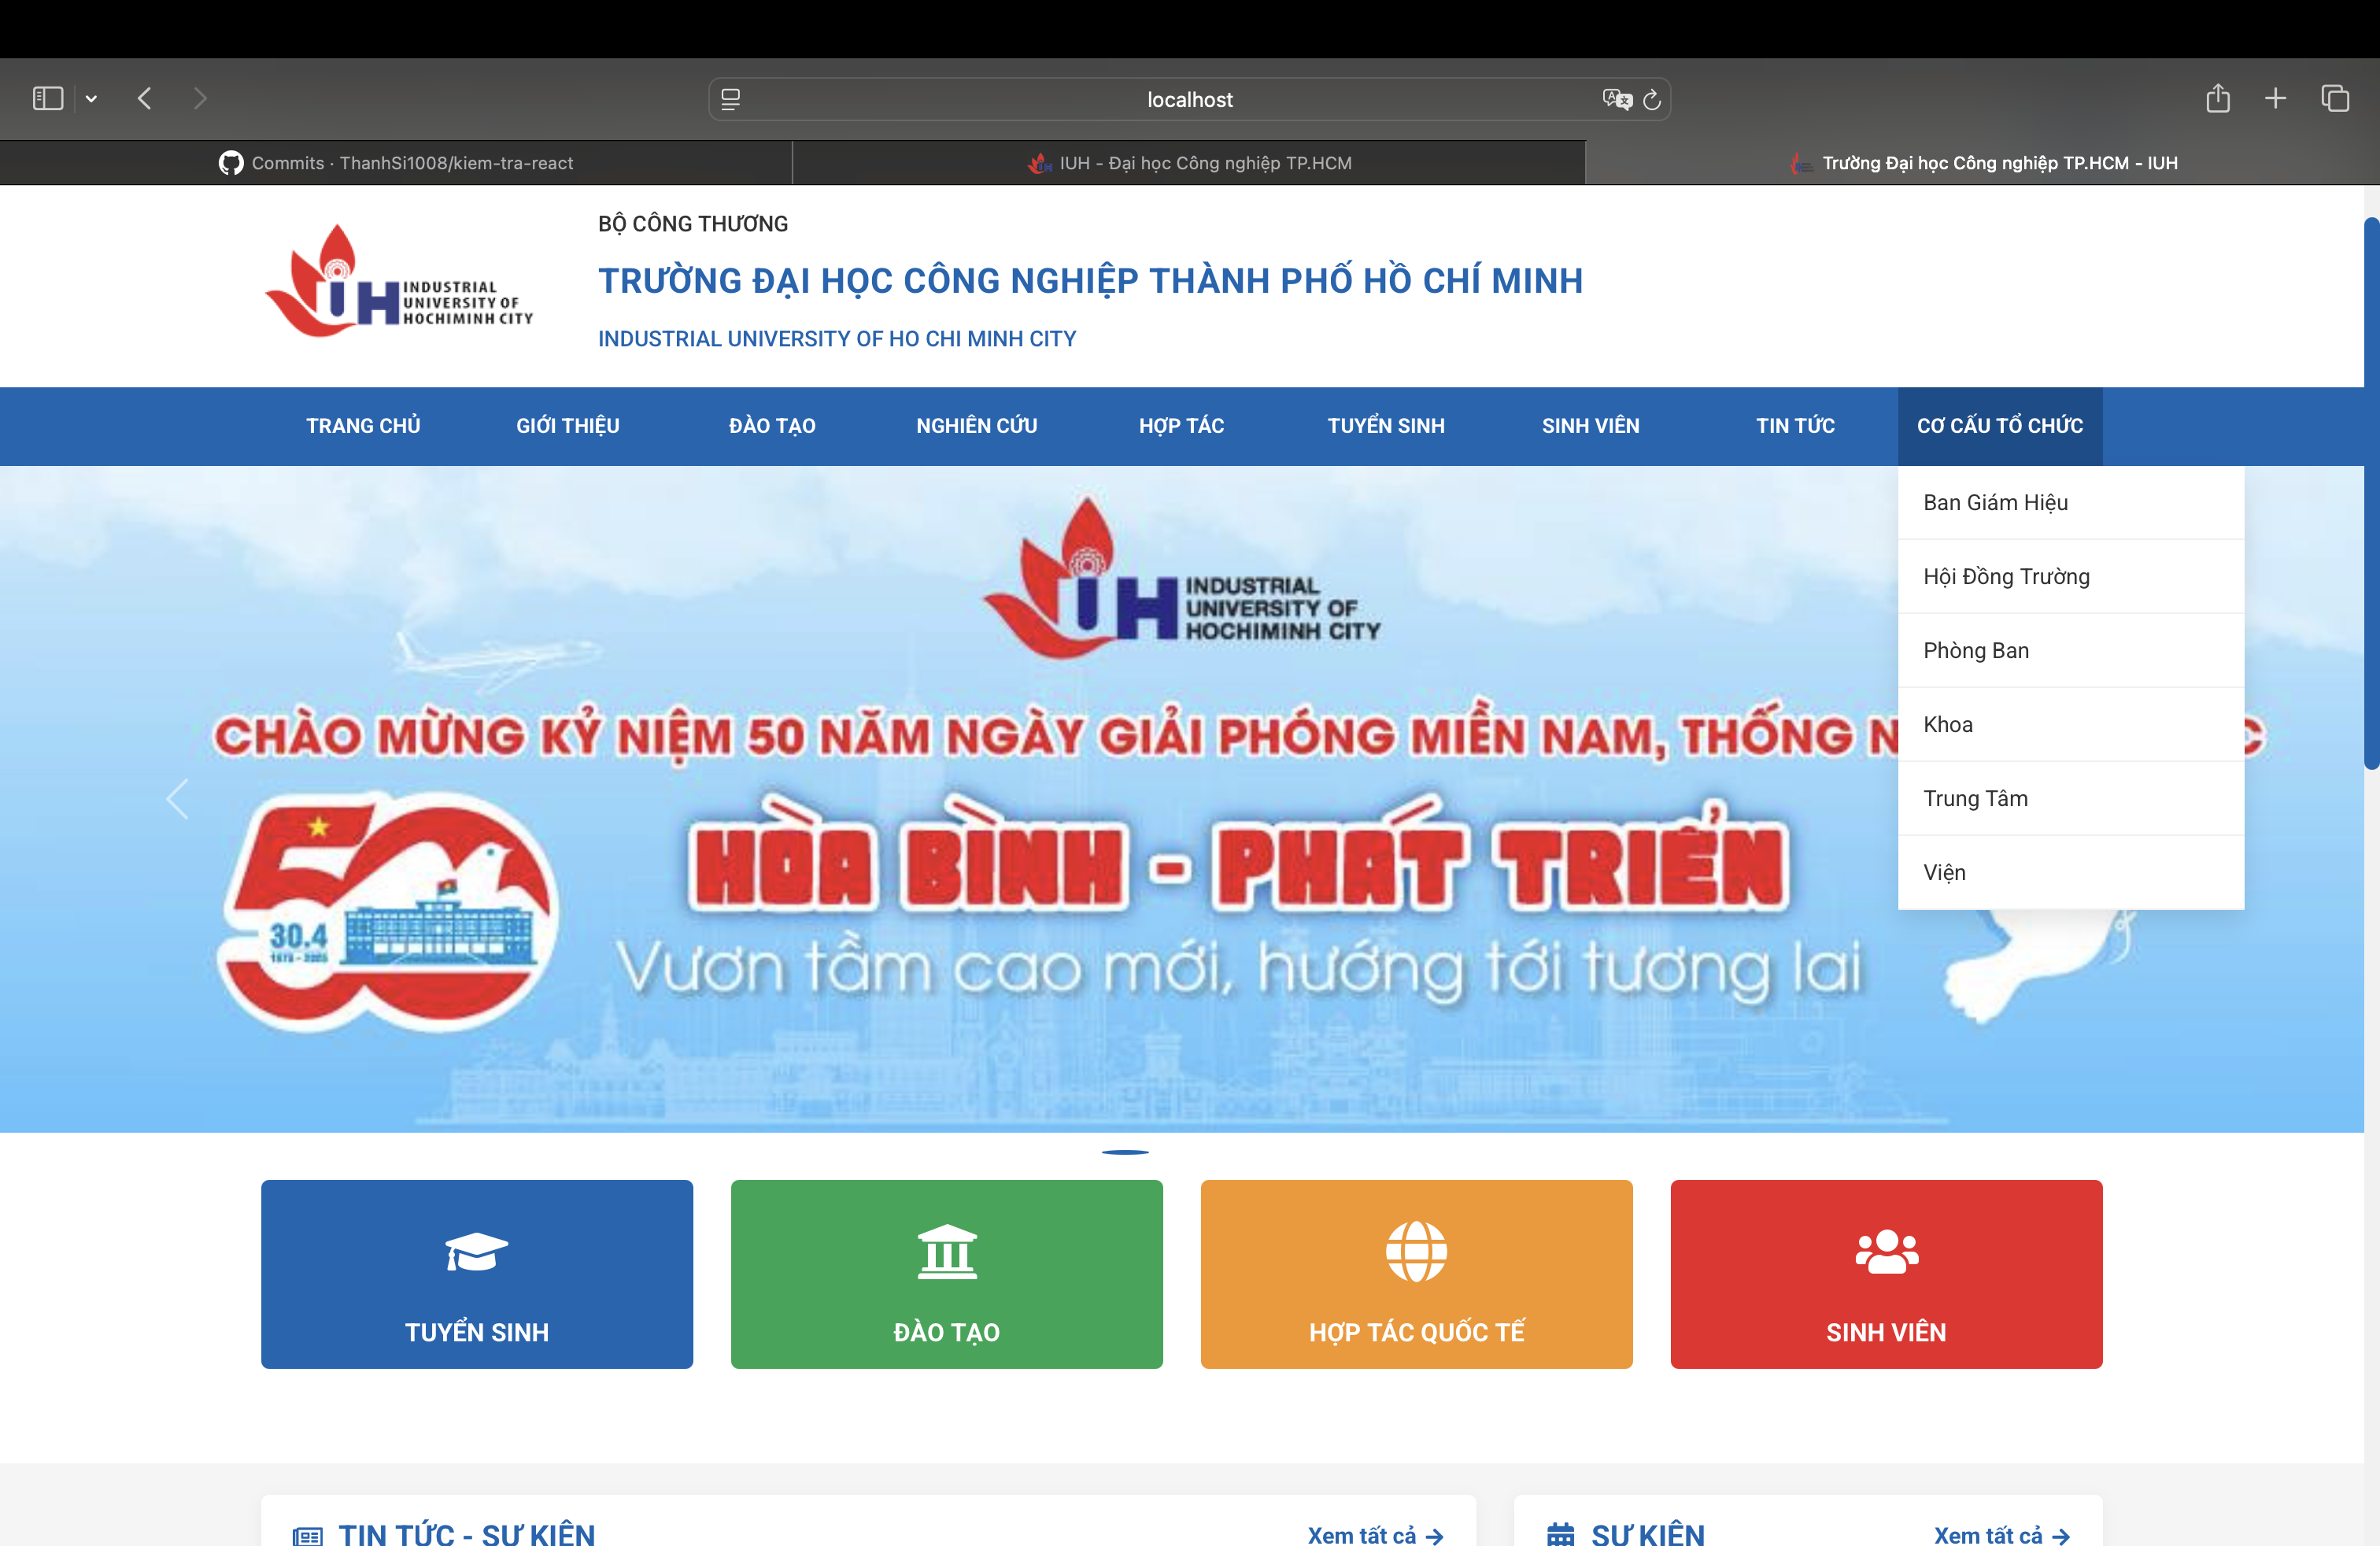 localhost
Commits · ThanhSi1008/kiem-tra-react
IUH - Đại học Công nghiệp TP.HCM
Trường Đại học Công nghiệp TP.HCM - IUH
IUH INDUSTRIAL
UNIVERSITY OF
HOCHIMINH CITY
BỘ CÔNG THƯƠNG
TRƯỜNG ĐẠI HỌC CÔNG NGHIỆP THÀNH PHỐ HỒ CHÍ MINH
INDUSTRIAL UNIVERSITY OF HO CHI MINH CITY
TRANG CHỦ
GIỚI THIỆU
ĐÀO TẠO
NGHIÊN CỨU
HỢP TÁC
TUYỂN SINH
SINH VIÊN
TIN TỨC
CƠ CẤU TỔ CHỨC
Ban Giám Hiệu
Hội Đồng Trường
Phòng Ban
Khoa
Trung Tâm
Viện
IUH INDUSTRIAL
UNIVERSITY OF
HOCHIMINH CITY
CHÀO MỪNG KỶ NIỆM 50 NĂM NGÀY GIẢI PHÓNG MIỀN NAM, THỐNG
50
30.4
1975 - 2025
HÒA BÌNH - PHÁT TRIỂN
Vươn tầm cao mới, hướng tới tương lai
TUYỂN SINH
ĐÀO TẠO
HỢP TÁC QUỐC TẾ
SINH VIÊN
TIN TỨC - SỰ KIỆN
Xem tất cả →
SỰ KIỆN
Xem tất cả →